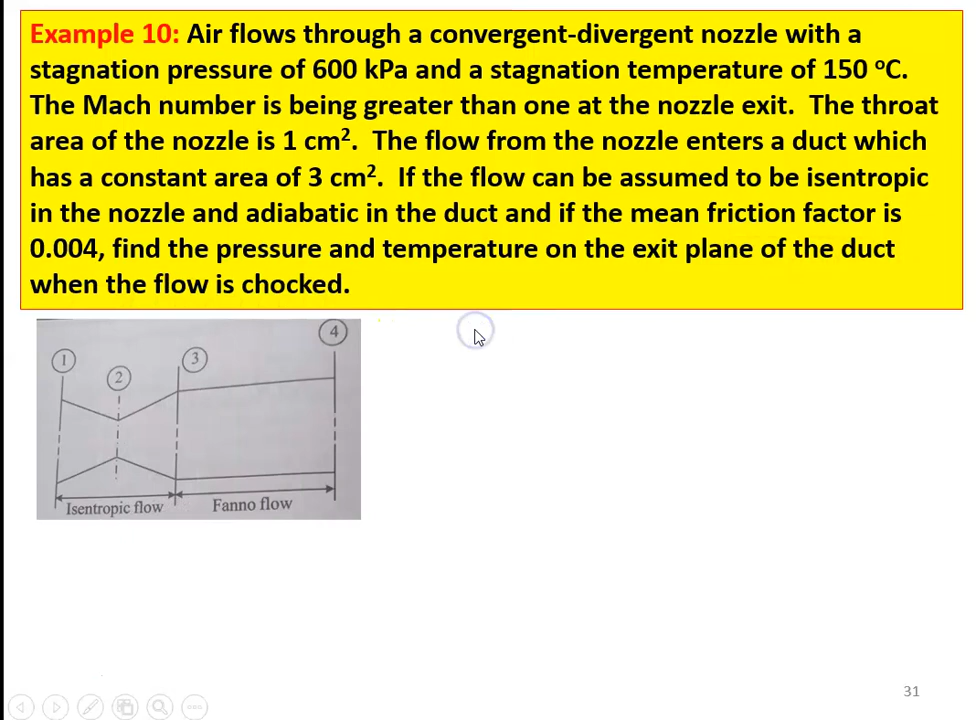 Example 10: Air flows through a convergent-divergent nozzle with a
stagnation pressure of 600 kPa and a stagnation temperature of 150 ºC.
The Mach number is being greater than one at the nozzle exit. The throat
area of the nozzle is 1 cm². The flow from the nozzle enters a duct which
has a constant area of 3 cm². If the flow can be assumed to be isentropic
in the nozzle and adiabatic in the duct and if the mean friction factor is
0.004, find the pressure and temperature on the exit plane of the duct
when the flow is chocked.
1
2
3
4
Isentropic flow
Fanno flow
31